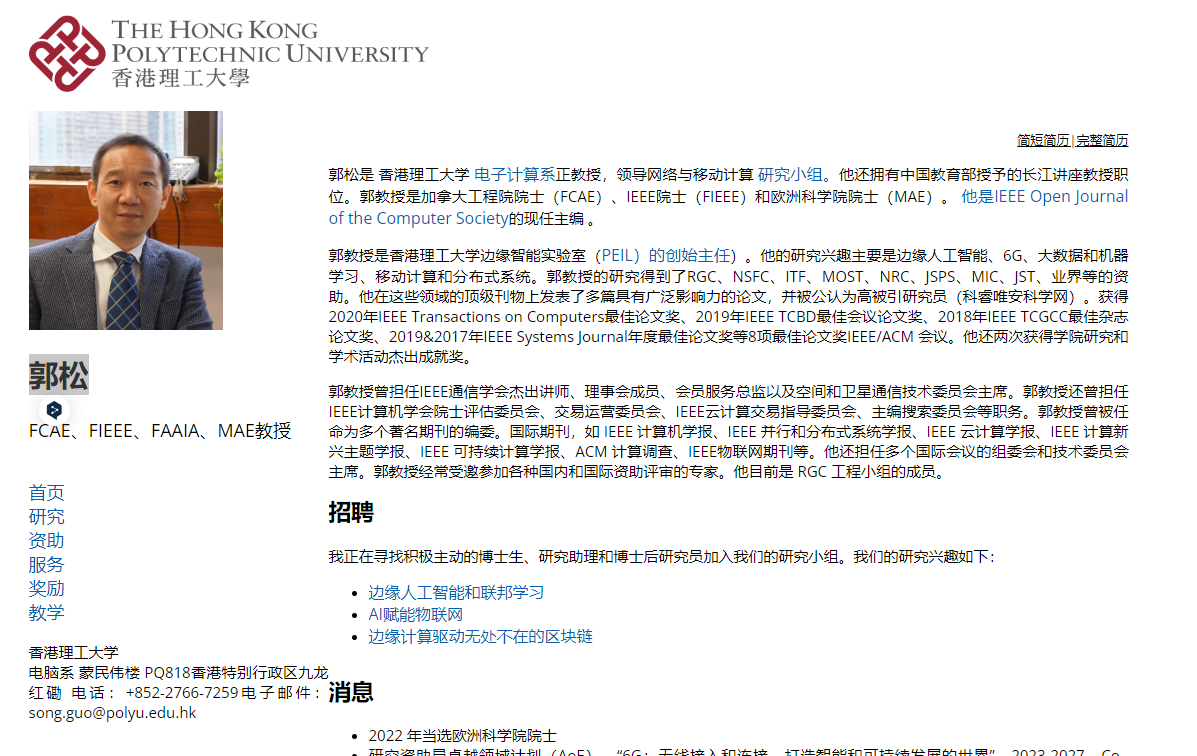 THE HONG KONG
POLYTECHNIC UNIVERSITY
香港理工大學
郭松
FCAE、FIEEE、FAAIA、MAE教授
首页
研究
资助
服务
奖励
教学
香港理工大学
电脑系 蒙民伟楼 PQ818香港特别行政区九龙
红磡 电话：+852-2766-7259电子邮件：
song.guo@polyu.edu.hk
简短简历|完整简历
郭松是 香港理工大学 电子计算系正教授，领导网络与移动计算 研究小组。他还拥有中国教育部授予的长江讲座教授职
位。郭教授是加拿大工程院院士（FCAE）、IEEE院士（FIEEE）和欧洲科学院院士（MAE）。 他是IEEE Open Journal
of the Computer Society的现任主编 。
郭教授是香港理工大学边缘智能实验室（PEIL）的创始主任）。他的研究兴趣主要是边缘人工智能、6G、大数据和机器
学习、移动计算和分布式系统。郭教授的研究得到了RGC、NSFC、ITF、MOST、NRC、JSPS、MIC、JST、业界等的资
助。他在这些领域的顶级刊物上发表了多篇具有广泛影响力的论文，并被公认为高被引研究员（科睿唯安科学网）。获得
2020年IEEE Transactions on Computers最佳论文奖、2019年IEEE TCBD最佳会议论文奖、2018年IEEE TCGCC最佳杂志
论文奖、2019&2017年IEEE Systems Journal年度最佳论文奖等8项最佳论文奖IEEE/ACM 会议。他还两次获得学院研究和
学术活动杰出成就奖。
郭教授曾担任IEEE通信学会杰出讲师、理事会成员、会员服务总监以及空间和卫星通信技术委员会主席。郭教授还曾担任
IEEE计算机学会院士评估委员会、交易运营委员会、IEEE云计算交易指导委员会、主编搜索委员会等职务。郭教授曾被任
命为多个著名期刊的编委。国际期刊，如 IEEE 计算机学报、IEEE 并行和分布式系统学报、IEEE 云计算学报、IEEE 计算新
兴主题学报、IEEE 可持续计算学报、ACM 计算调查、IEEE物联网期刊等。他还担任多个国际会议的组委会和技术委员会
主席。郭教授经常受邀参加各种国内和国际资助评审的专家。他目前是 RGC 工程小组的成员。
招聘
我正在寻找积极主动的博士生、研究助理和博士后研究员加入我们的研究小组。我们的研究兴趣如下：
边缘人工智能和联邦学习
AI赋能物联网
边缘计算驱动无处不在的区块链
消息
2022 年当选欧洲科学院院士
研究资助局卓越领域计划（AoE），“6G：无线接入和连接，打造智能和可持续发展的世界”，2023-2027，Co-